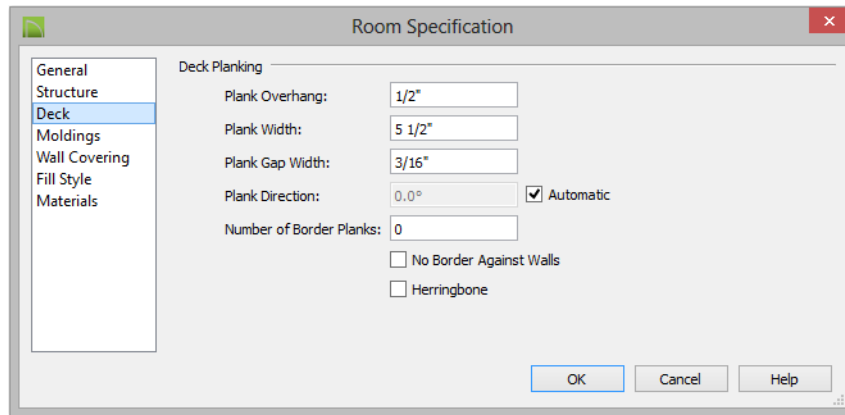 Room Specification
General
Structure
Deck
Moldings
Wall Covering
Fill Style
Materials
Deck Planking
Plank Overhang: 1/2"
Plank Width: 5 1/2"
Plank Gap Width: 3/16"
Plank Direction: 0.0° Automatic
Number of Border Planks: 0
No Border Against Walls
Herringbone
OK Cancel Help